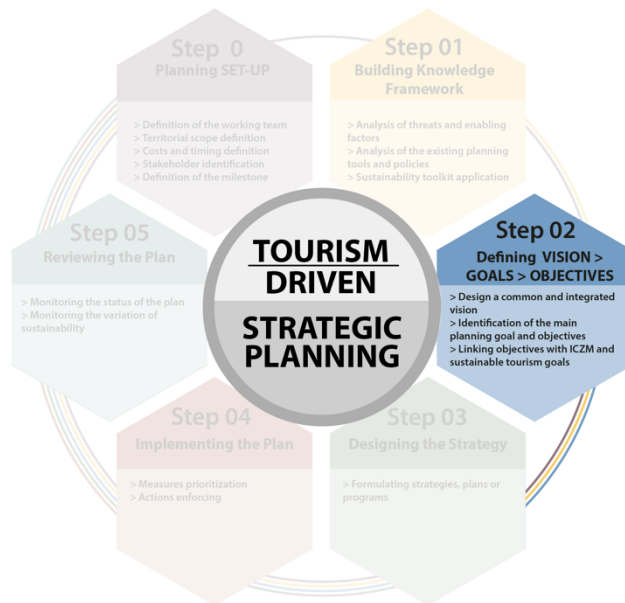 Step 0
Planning SET-UP
> Definition of the working team
> Territorial scope definition
> Costs and timing definition
> Stakeholder identification
> Definition of the milestone
Step 01
Building Knowledge
Framework
> Analysis of threats and enabling
factors
> Analysis of the existing planning
tools and policies
> Sustainability toolkit application
Step 02
Defining VISION >
GOALS > OBJECTIVES
> Design a common and integrated
vision
> Identification of the main
planning goal and objectives
> Linking objectives with ICZM and
sustainable tourism goals
Step 03
Designing the Strategy
> Formulating strategies, plans or
programs
Step 04
Implementing the Plan
> Measures prioritization
> Actions enforcing
Step 05
Reviewing the Plan
> Monitoring the status of the plan
> Monitoring the variation of
sustainability
TOURISM
DRIVEN
STRATEGIC
PLANNING